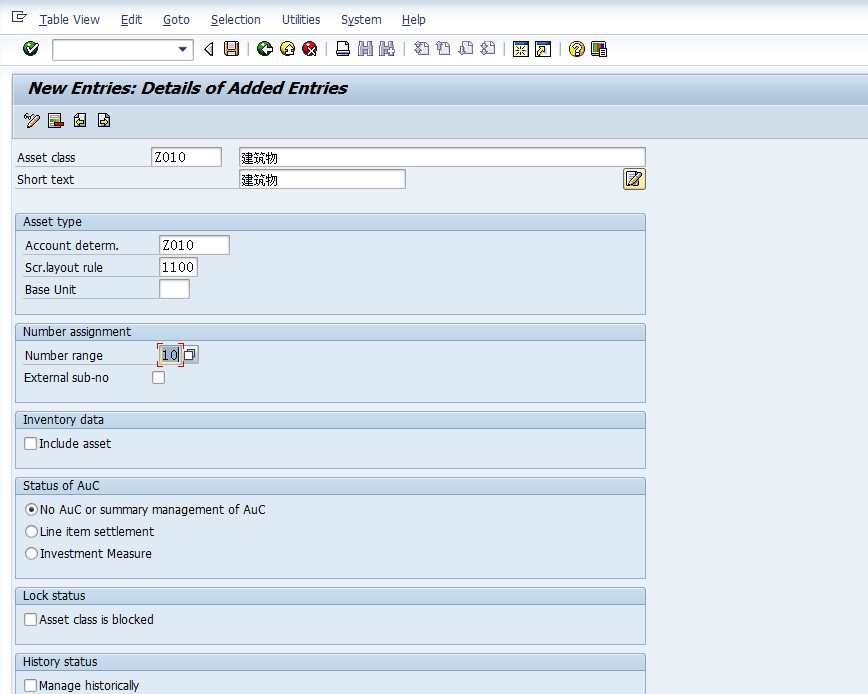 Table View Edit Goto Selection Utilities System Help
New Entries: Details of Added Entries
Asset class Z010 建筑物
Short text 建筑物
Asset type
Account determ. Z010
Scr.layout rule 1100
Base Unit
Number assignment
Number range 10
External sub-no
Inventory data
Include asset
Status of AuC
No AuC or summary management of AuC
Line item settlement
Investment Measure
Lock status
Asset class is blocked
History status
Manage historically